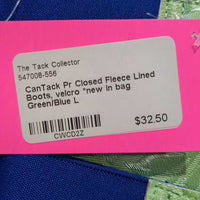 The Tack Collector
547008-556
CanTack Pr Closed Fleece Lined
Boots, velcro *new in bag
Green/Blue L
$32.50
CWCD2Z